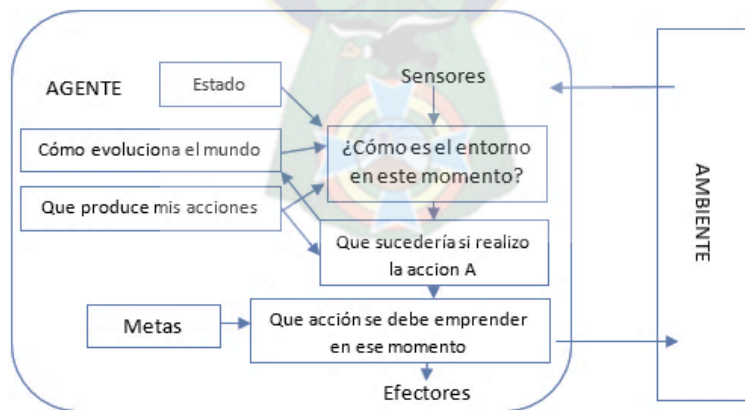 AGENTE
Estado
Sensores
Cómo evoluciona el mundo
¿Cómo es el entorno
en este momento?
Que produce mis acciones
Que sucedería si realizo
la accion A
Metas
Que acción se debe emprender
en ese momento
Efectores
AMBIENTE